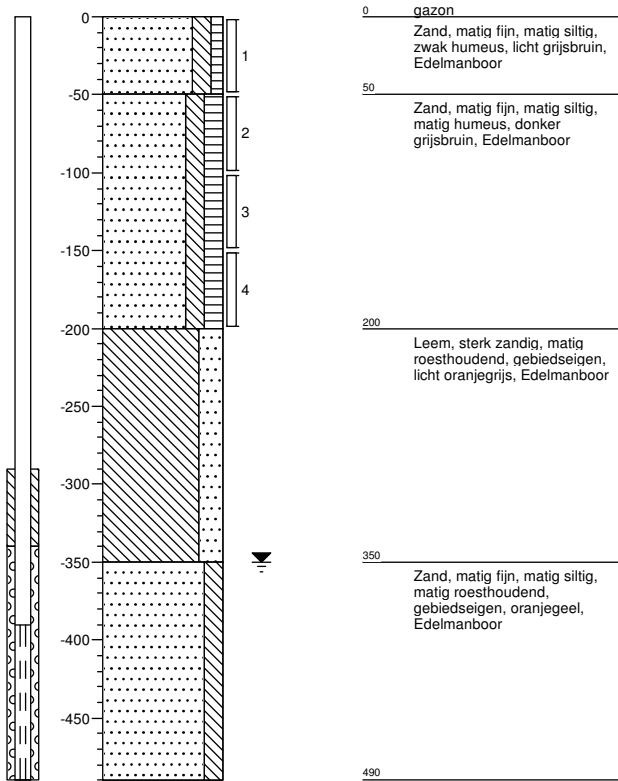 0
-50
-100
-150
-200
-250
-300
-350
-400
-450
1
2
3
4
0
gazon
Zand, matig fijn, matig siltig,
zwak humeus, licht grijsbruin,
Edelmanboor
50
Zand, matig fijn, matig siltig,
matig humeus, donker
grijsbruin, Edelmanboor
200
Leem, sterk zandig, matig
roesthoudend, gebiedseigen,
licht oranjegrijs, Edelmanboor
350
Zand, matig fijn, matig siltig,
matig roesthoudend,
gebiedseigen, oranjegeel,
Edelmanboor
490